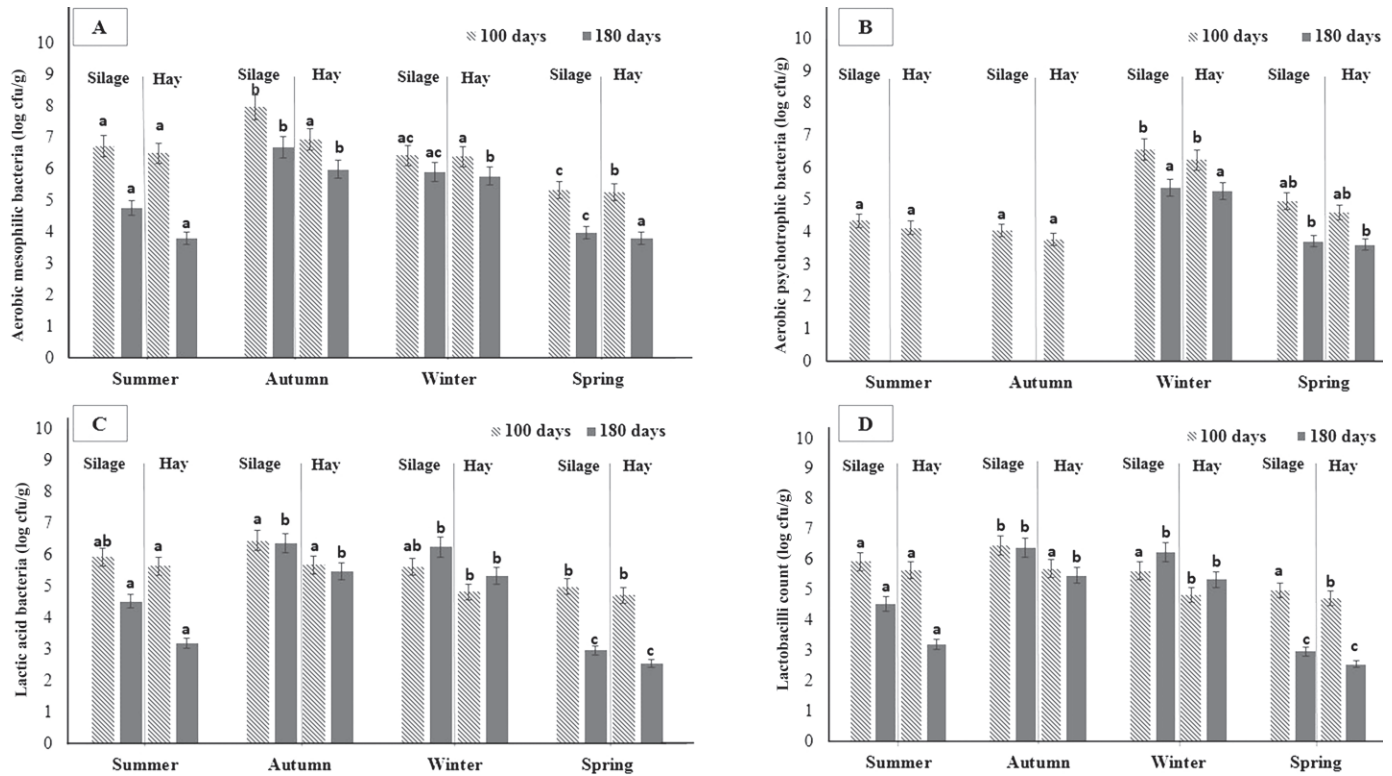 A
100 days 180 days
Aerobic mesophilic bacteria (log cfu/g)
10
9
8
7
6
5
4
3
2
1
0
Silage Hay Silage Hay Silage Hay Silage Hay
a a a a
b b a b
ac ac a b
c c b a
Summer Autumn Winter Spring
B
100 days 180 days
Aerobic psychotrophic bacteria (log cfu/g)
10
9
8
7
6
5
4
3
2
1
0
Silage Hay Silage Hay Silage Hay Silage Hay
a a
a a
b a b a
ab b ab b
Summer Autumn Winter Spring
C
100 days 180 days
Lactic acid bacteria (log cfu/g)
10
9
8
7
6
5
4
3
2
1
0
Silage Hay Silage Hay Silage Hay Silage Hay
ab a a a
a b a b
ab b b b
b c b c
Summer Autumn Winter Spring
D
100 days 180 days
Lactobacilli count (log cfu/g)
10
9
8
7
6
5
4
3
2
1
0
Silage Hay Silage Hay Silage Hay Silage Hay
a a a a
b b a b
a b b b
a c b c
Summer Autumn Winter Spring